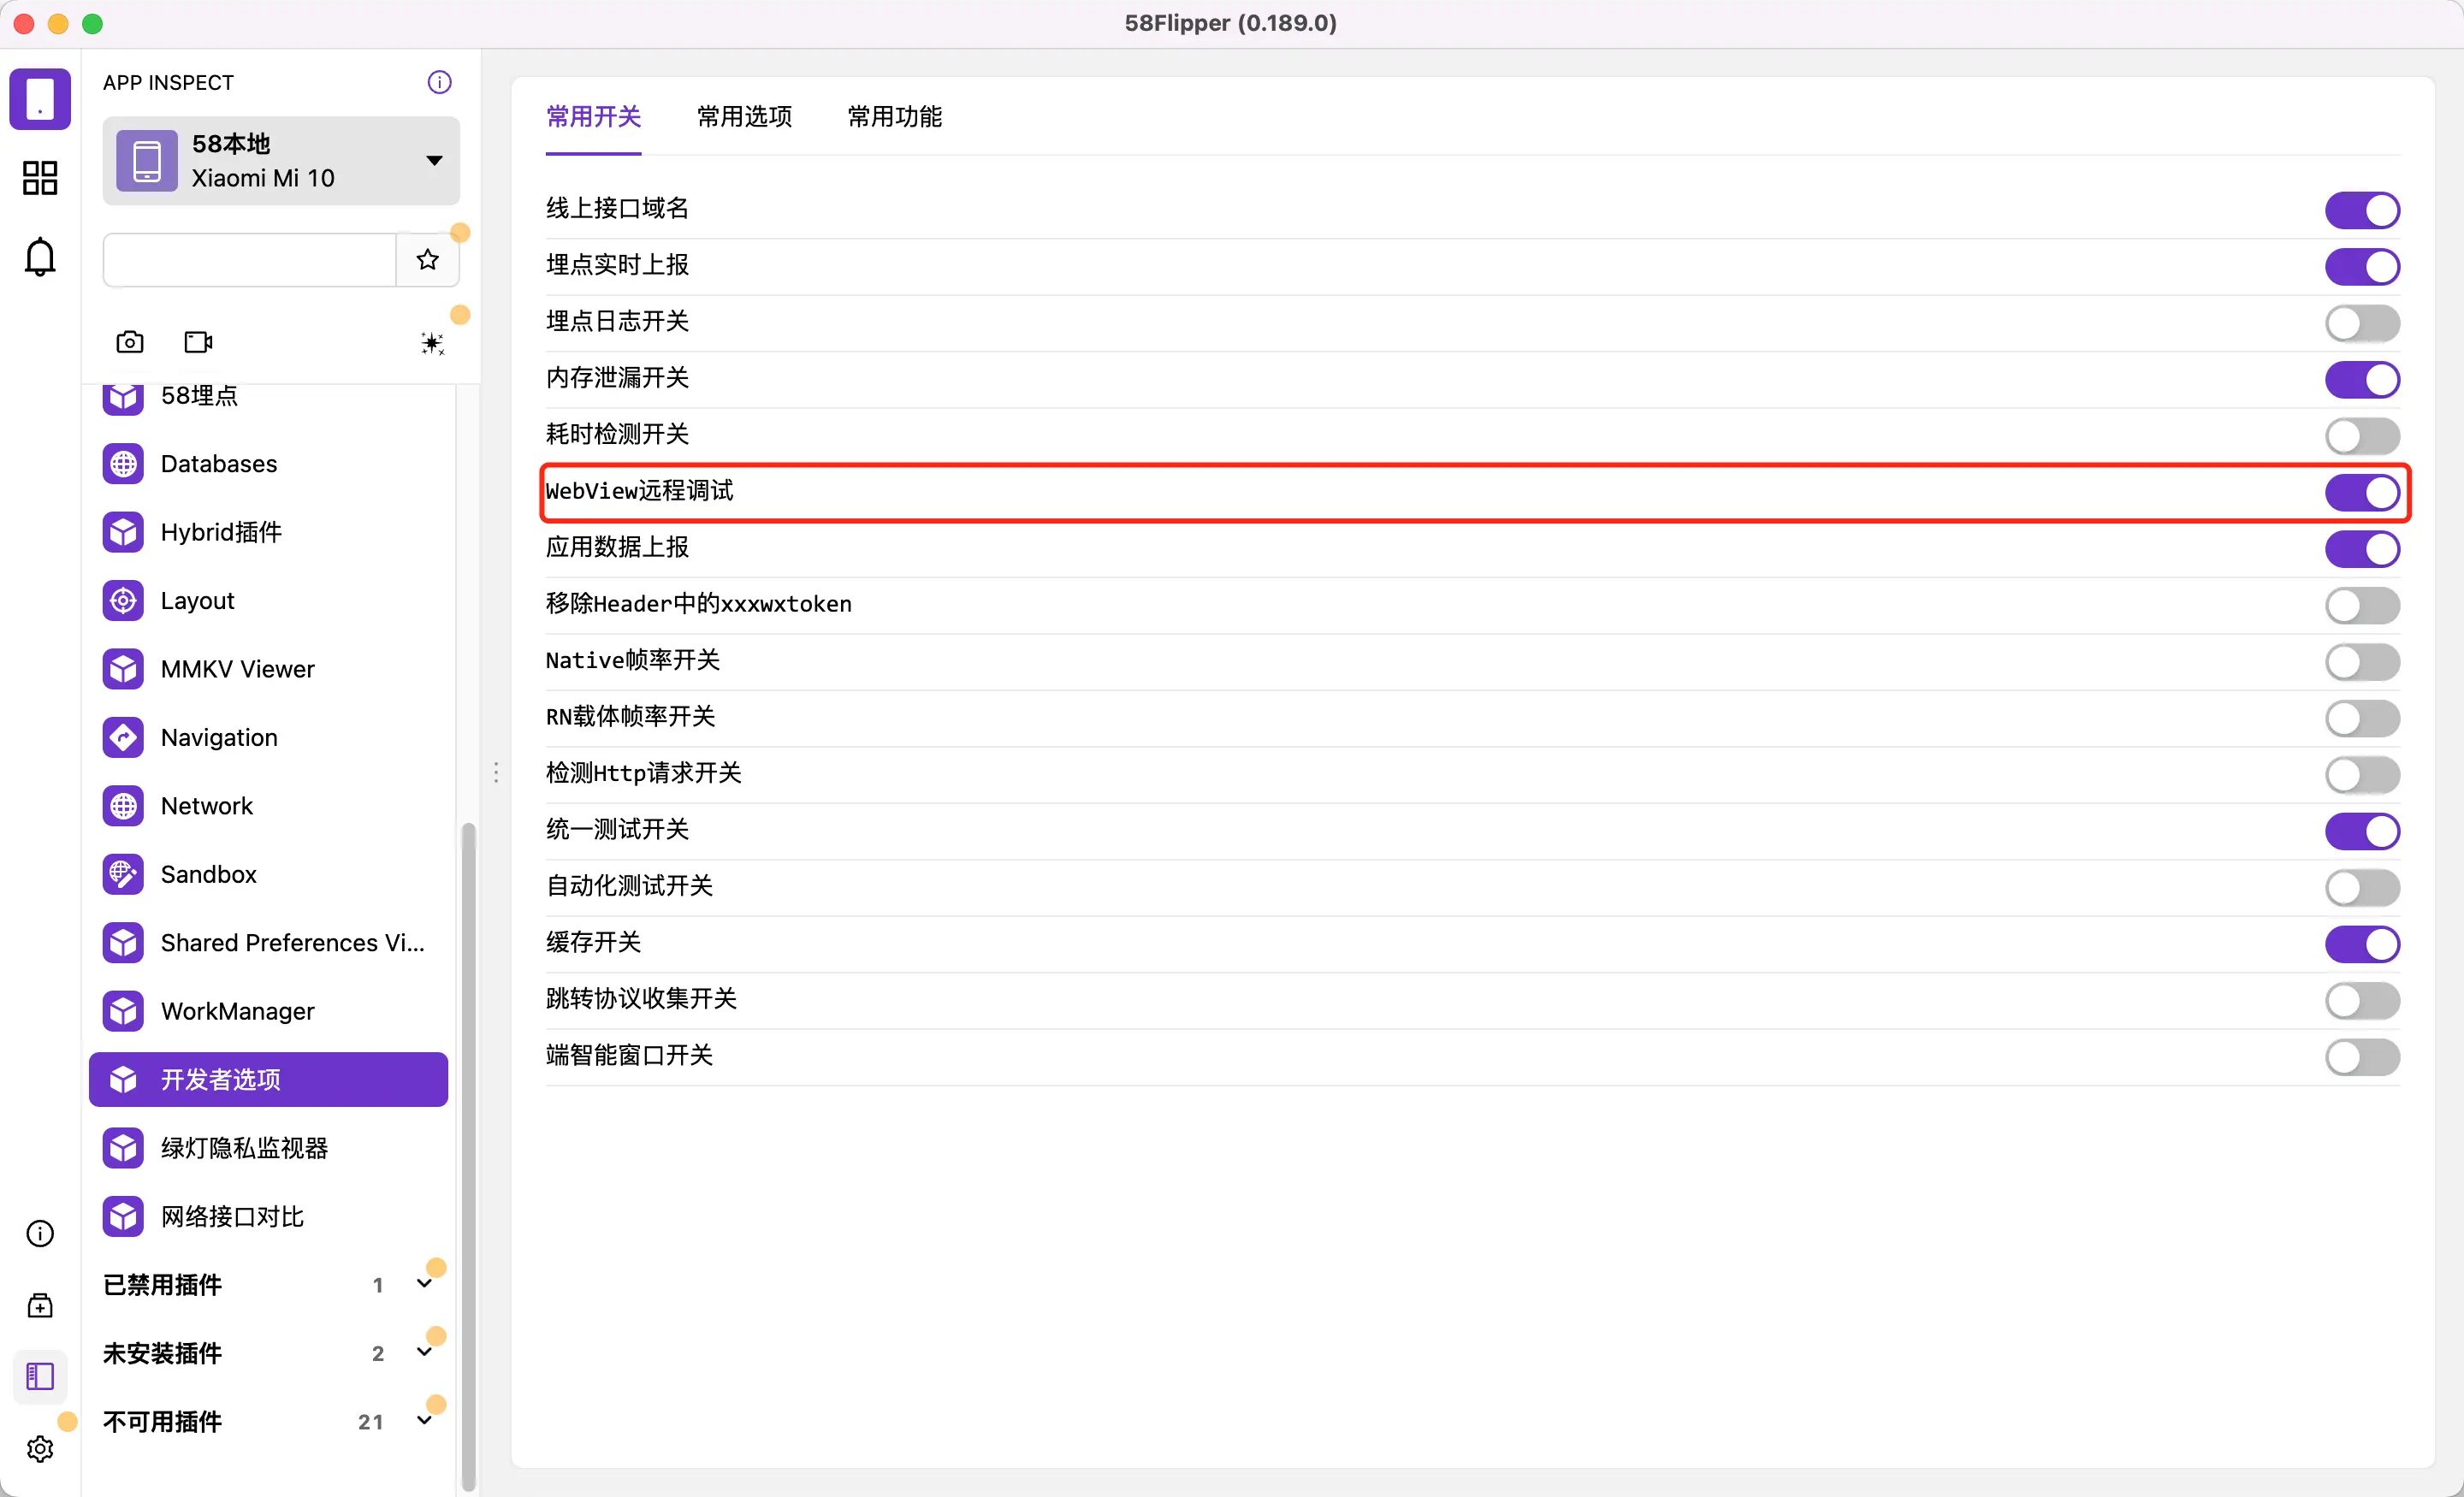 58Flipper (0.189.0)
APP INSPECT
58本地
Xiaomi Mi 10
58埋点
Databases
Hybrid插件
Layout
MMKV Viewer
Navigation
Network
Sandbox
Shared Preferences Vi...
WorkManager
开发者选项
绿灯隐私监视器
网络接口对比
已禁用插件 1
未安装插件 2
不可用插件 21
常用开关 常用选项 常用功能
线上接口域名
埋点实时上报
埋点日志开关
内存泄漏开关
耗时检测开关
WebView远程调试
应用数据上报
移除Header中的xxxwxtoken
Native帧率开关
RN载体帧率开关
检测Http请求开关
统一测试开关
自动化测试开关
缓存开关
跳转协议收集开关
端智能窗口开关